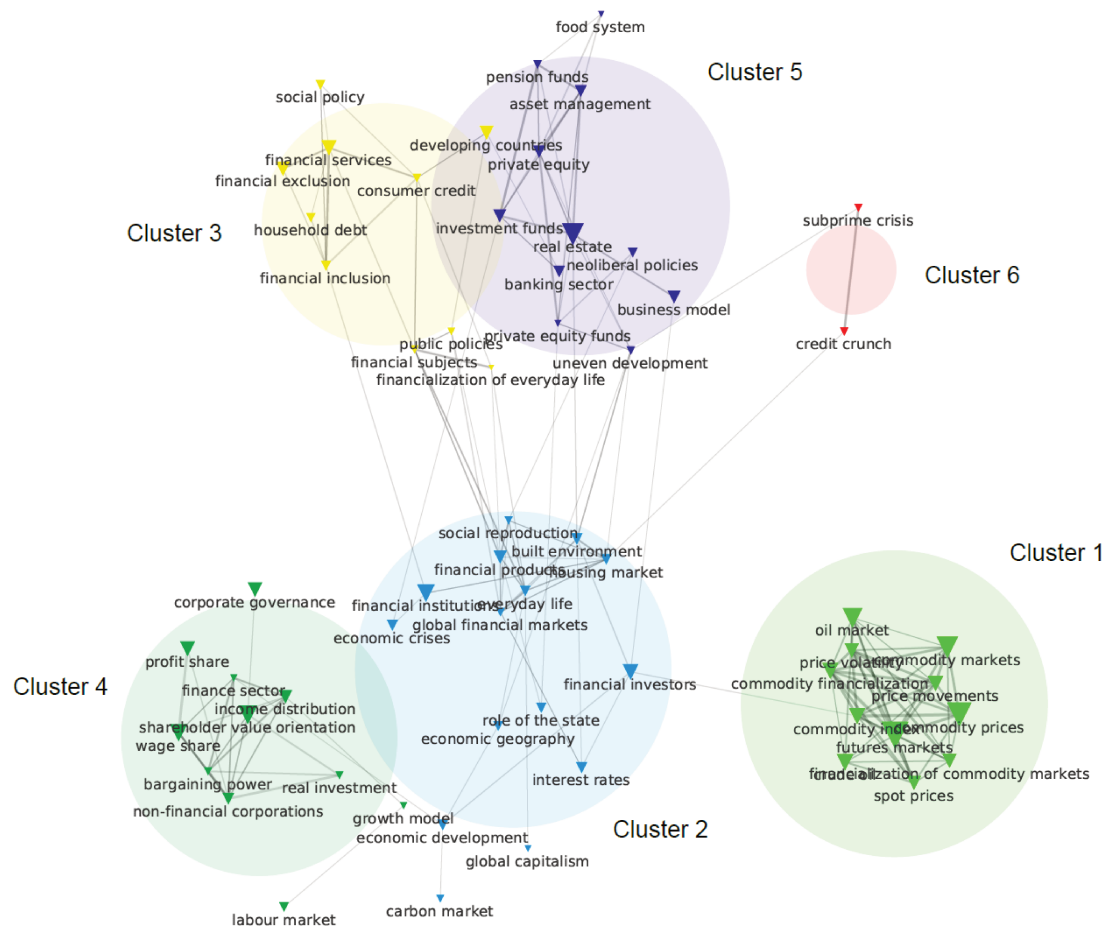 food system
Cluster 5
pension funds
social policy
asset management
developing countries
financial services
private equity
financial exclusion
consumer credit
subprime crisis
Cluster 3
household debt
investment funds
real estate
neoliberal policies
Cluster 6
financial inclusion
banking sector
business model
private equity funds
public policies
credit crunch
financial subjects
uneven development
financialization of everyday life
social reproduction
built environment
Cluster 1
financial products
housing market
corporate governance
financial institutions
everyday life
global financial markets
economic crises
oil market
profit share
price volatility
commodity markets
Cluster 4
finance sector
financial investors
commodity financialization
price movements
income distribution
shareholder value orientation
role of the state
commodity index
commodity prices
wage share
economic geography
futures markets
bargaining power
real investment
interest rates
crude oil
financialization of commodity markets
non-financial corporations
spot prices
growth model
Cluster 2
economic development
global capitalism
labour market
carbon market